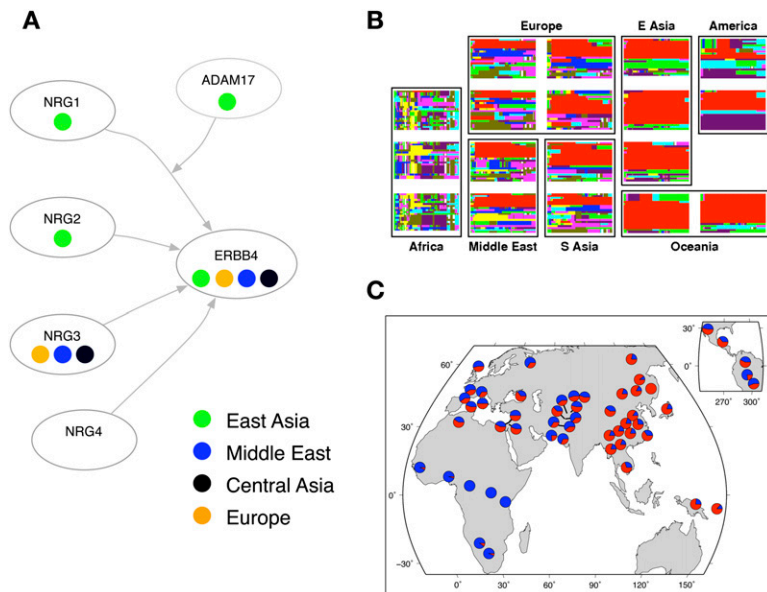 A
ADAM17
NRG1
NRG2
ERBB4
NRG3
NRG4
East Asia
Middle East
Central Asia
Europe
B
Europe
E Asia
America
Africa
Middle East
S Asia
Oceania
C
30°
0°
270°
300°
60°
30°
0°
−30°
0°
30°
60°
90°
120°
150°